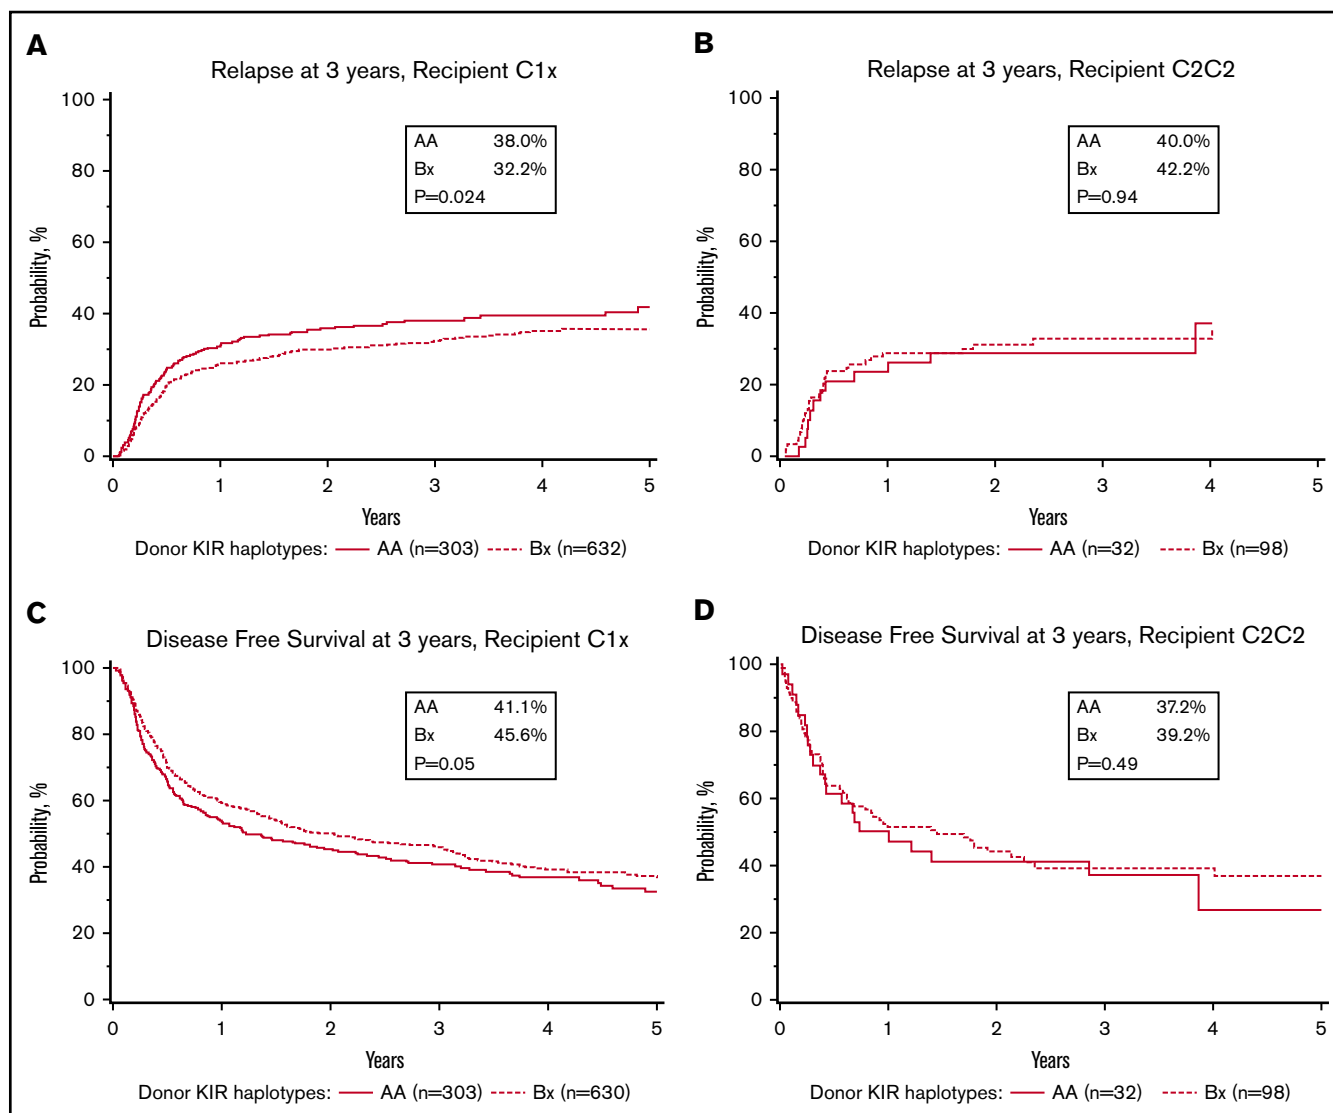 A
Relapse at 3 years, Recipient C1x
100
80
60
40
20
0
Probability, %
AA 38.0%
Bx 32.2%
P=0.024
0 1 2 3 4 5
Years
Donor KIR haplotypes: AA (n=303) Bx (n=632)
B
Relapse at 3 years, Recipient C2C2
100
80
60
40
20
0
Probability, %
AA 40.0%
Bx 42.2%
P=0.94
0 1 2 3 4 5
Years
Donor KIR haplotypes: AA (n=32) Bx (n=98)
C
Disease Free Survival at 3 years, Recipient C1x
100
80
60
40
20
0
Probability, %
AA 41.1%
Bx 45.6%
P=0.05
0 1 2 3 4 5
Years
Donor KIR haplotypes: AA (n=303) Bx (n=630)
D
Disease Free Survival at 3 years, Recipient C2C2
100
80
60
40
20
0
Probability, %
AA 37.2%
Bx 39.2%
P=0.49
0 1 2 3 4 5
Years
Donor KIR haplotypes: AA (n=32) Bx (n=98)